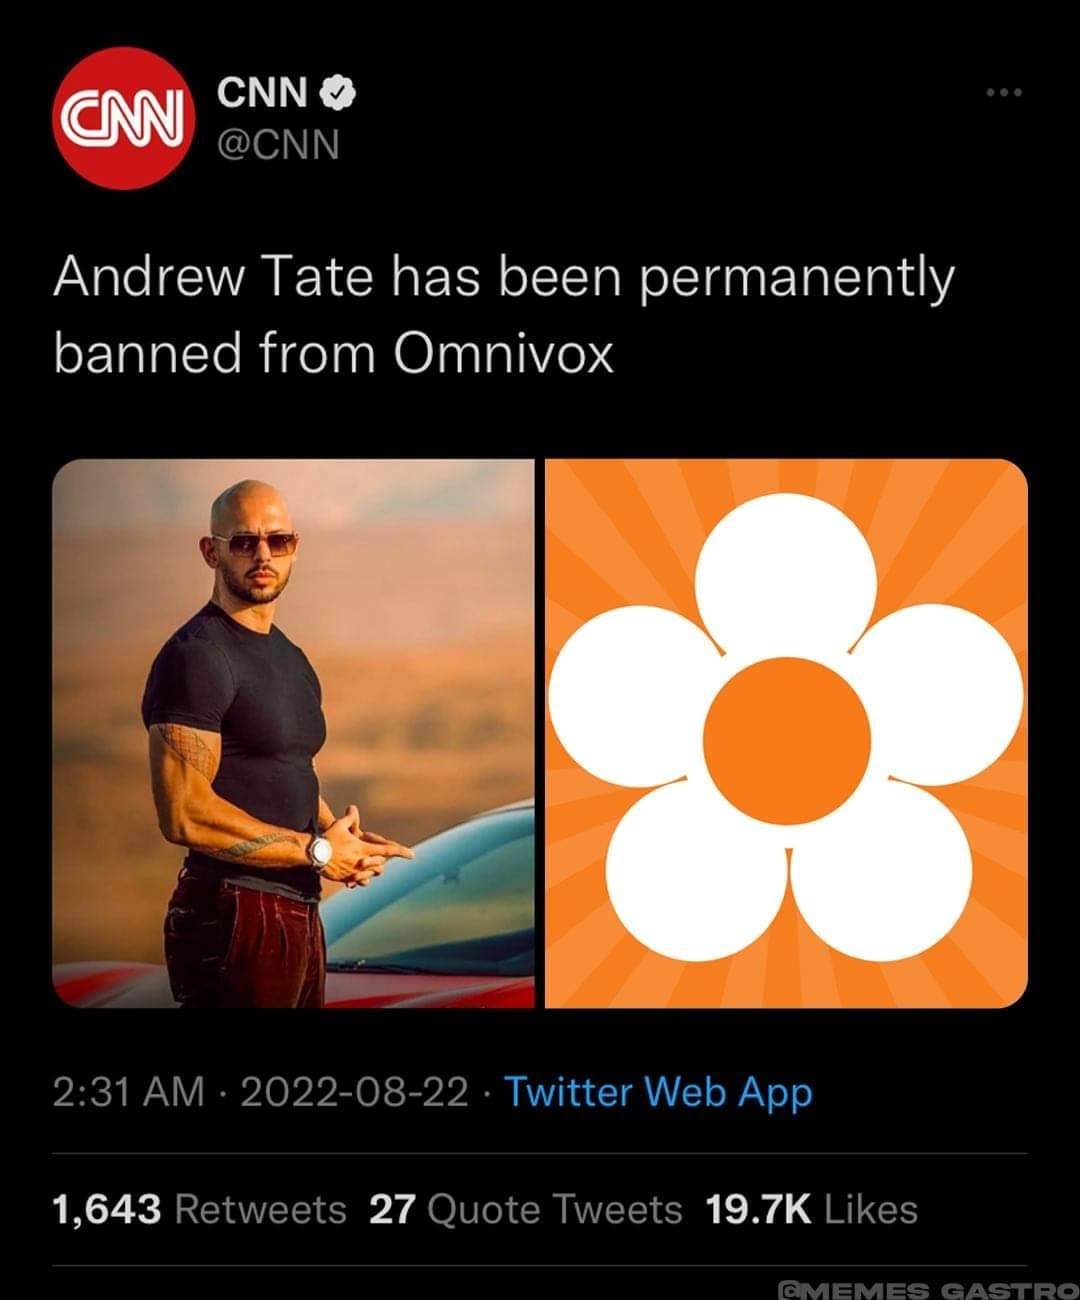 CNN
CNN
@CNN
Andrew Tate has been permanently
banned from Omnivox
2:31 AM · 2022-08-22 · Twitter Web App
1,643 Retweets 27 Quote Tweets 19.7K Likes
@MEMES GASTRO